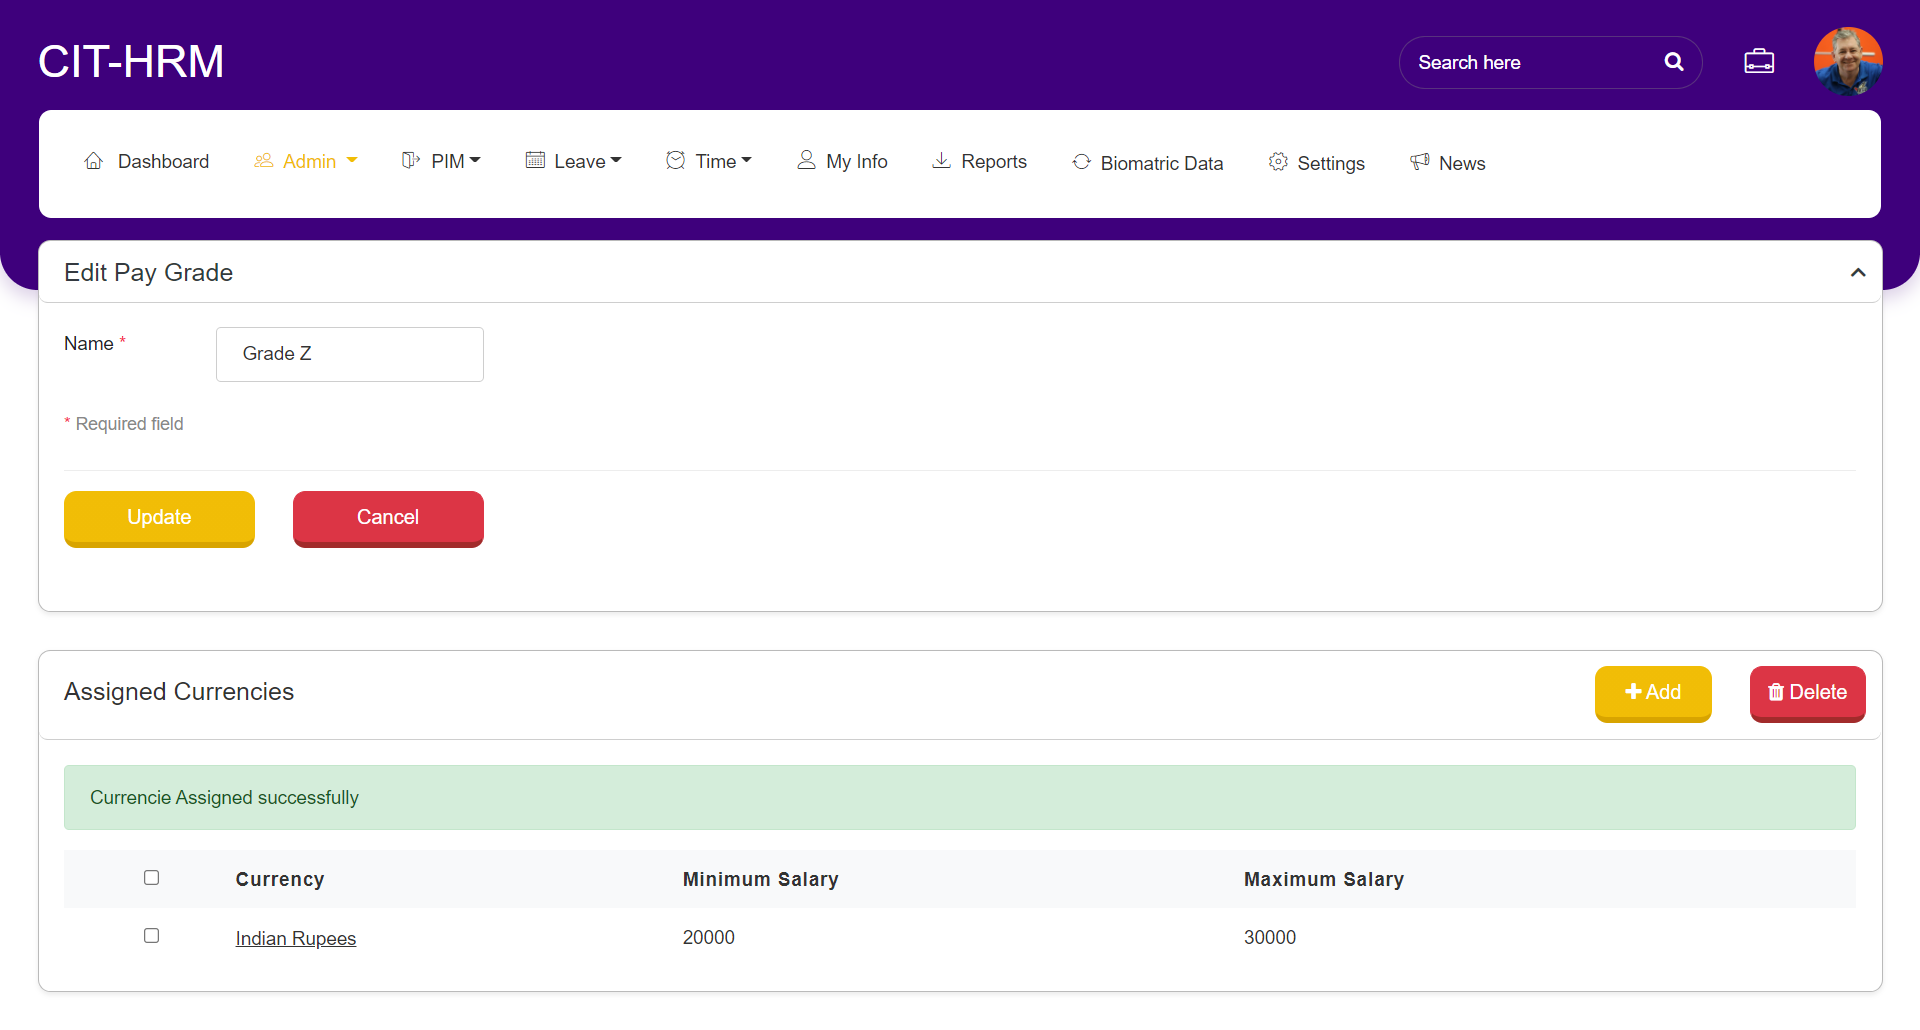 CIT-HRM
Search here
Dashboard Admin PIM Leave Time My Info Reports Biomatric Data Settings News
Edit Pay Grade
Name * Grade Z
* Required field
Update Cancel
Assigned Currencies Add Delete
Currencie Assigned successfully
Currency Minimum Salary Maximum Salary
Indian Rupees 20000 30000